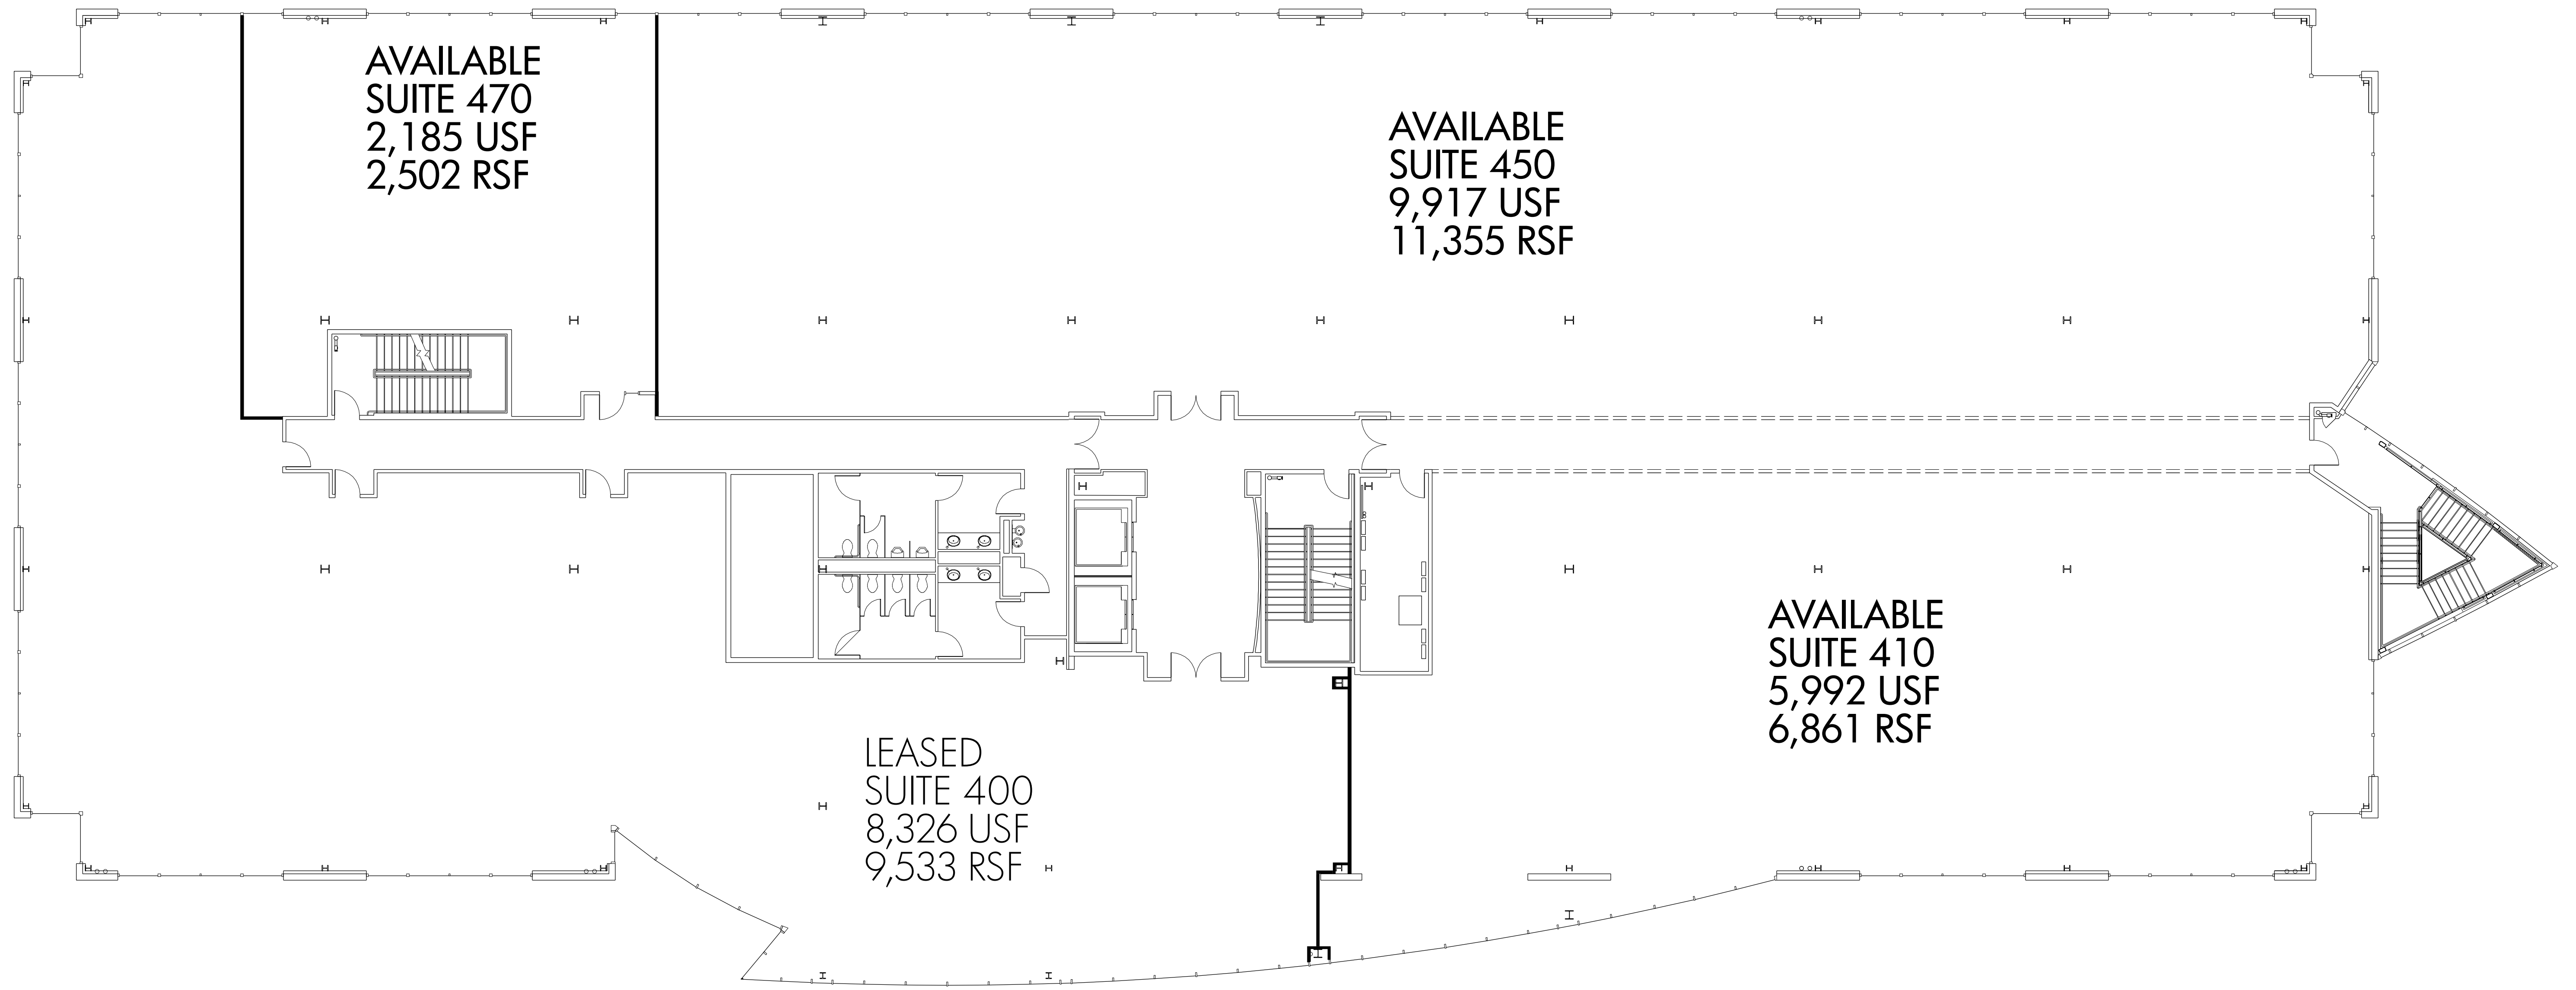 AVAILABLE
SUITE 470
2,185 USF
2,502 RSF
AVAILABLE
SUITE 450
9,917 USF
11,355 RSF
AVAILABLE
SUITE 410
5,992 USF
6,861 RSF
LEASED
SUITE 400
8,326 USF
9,533 RSF